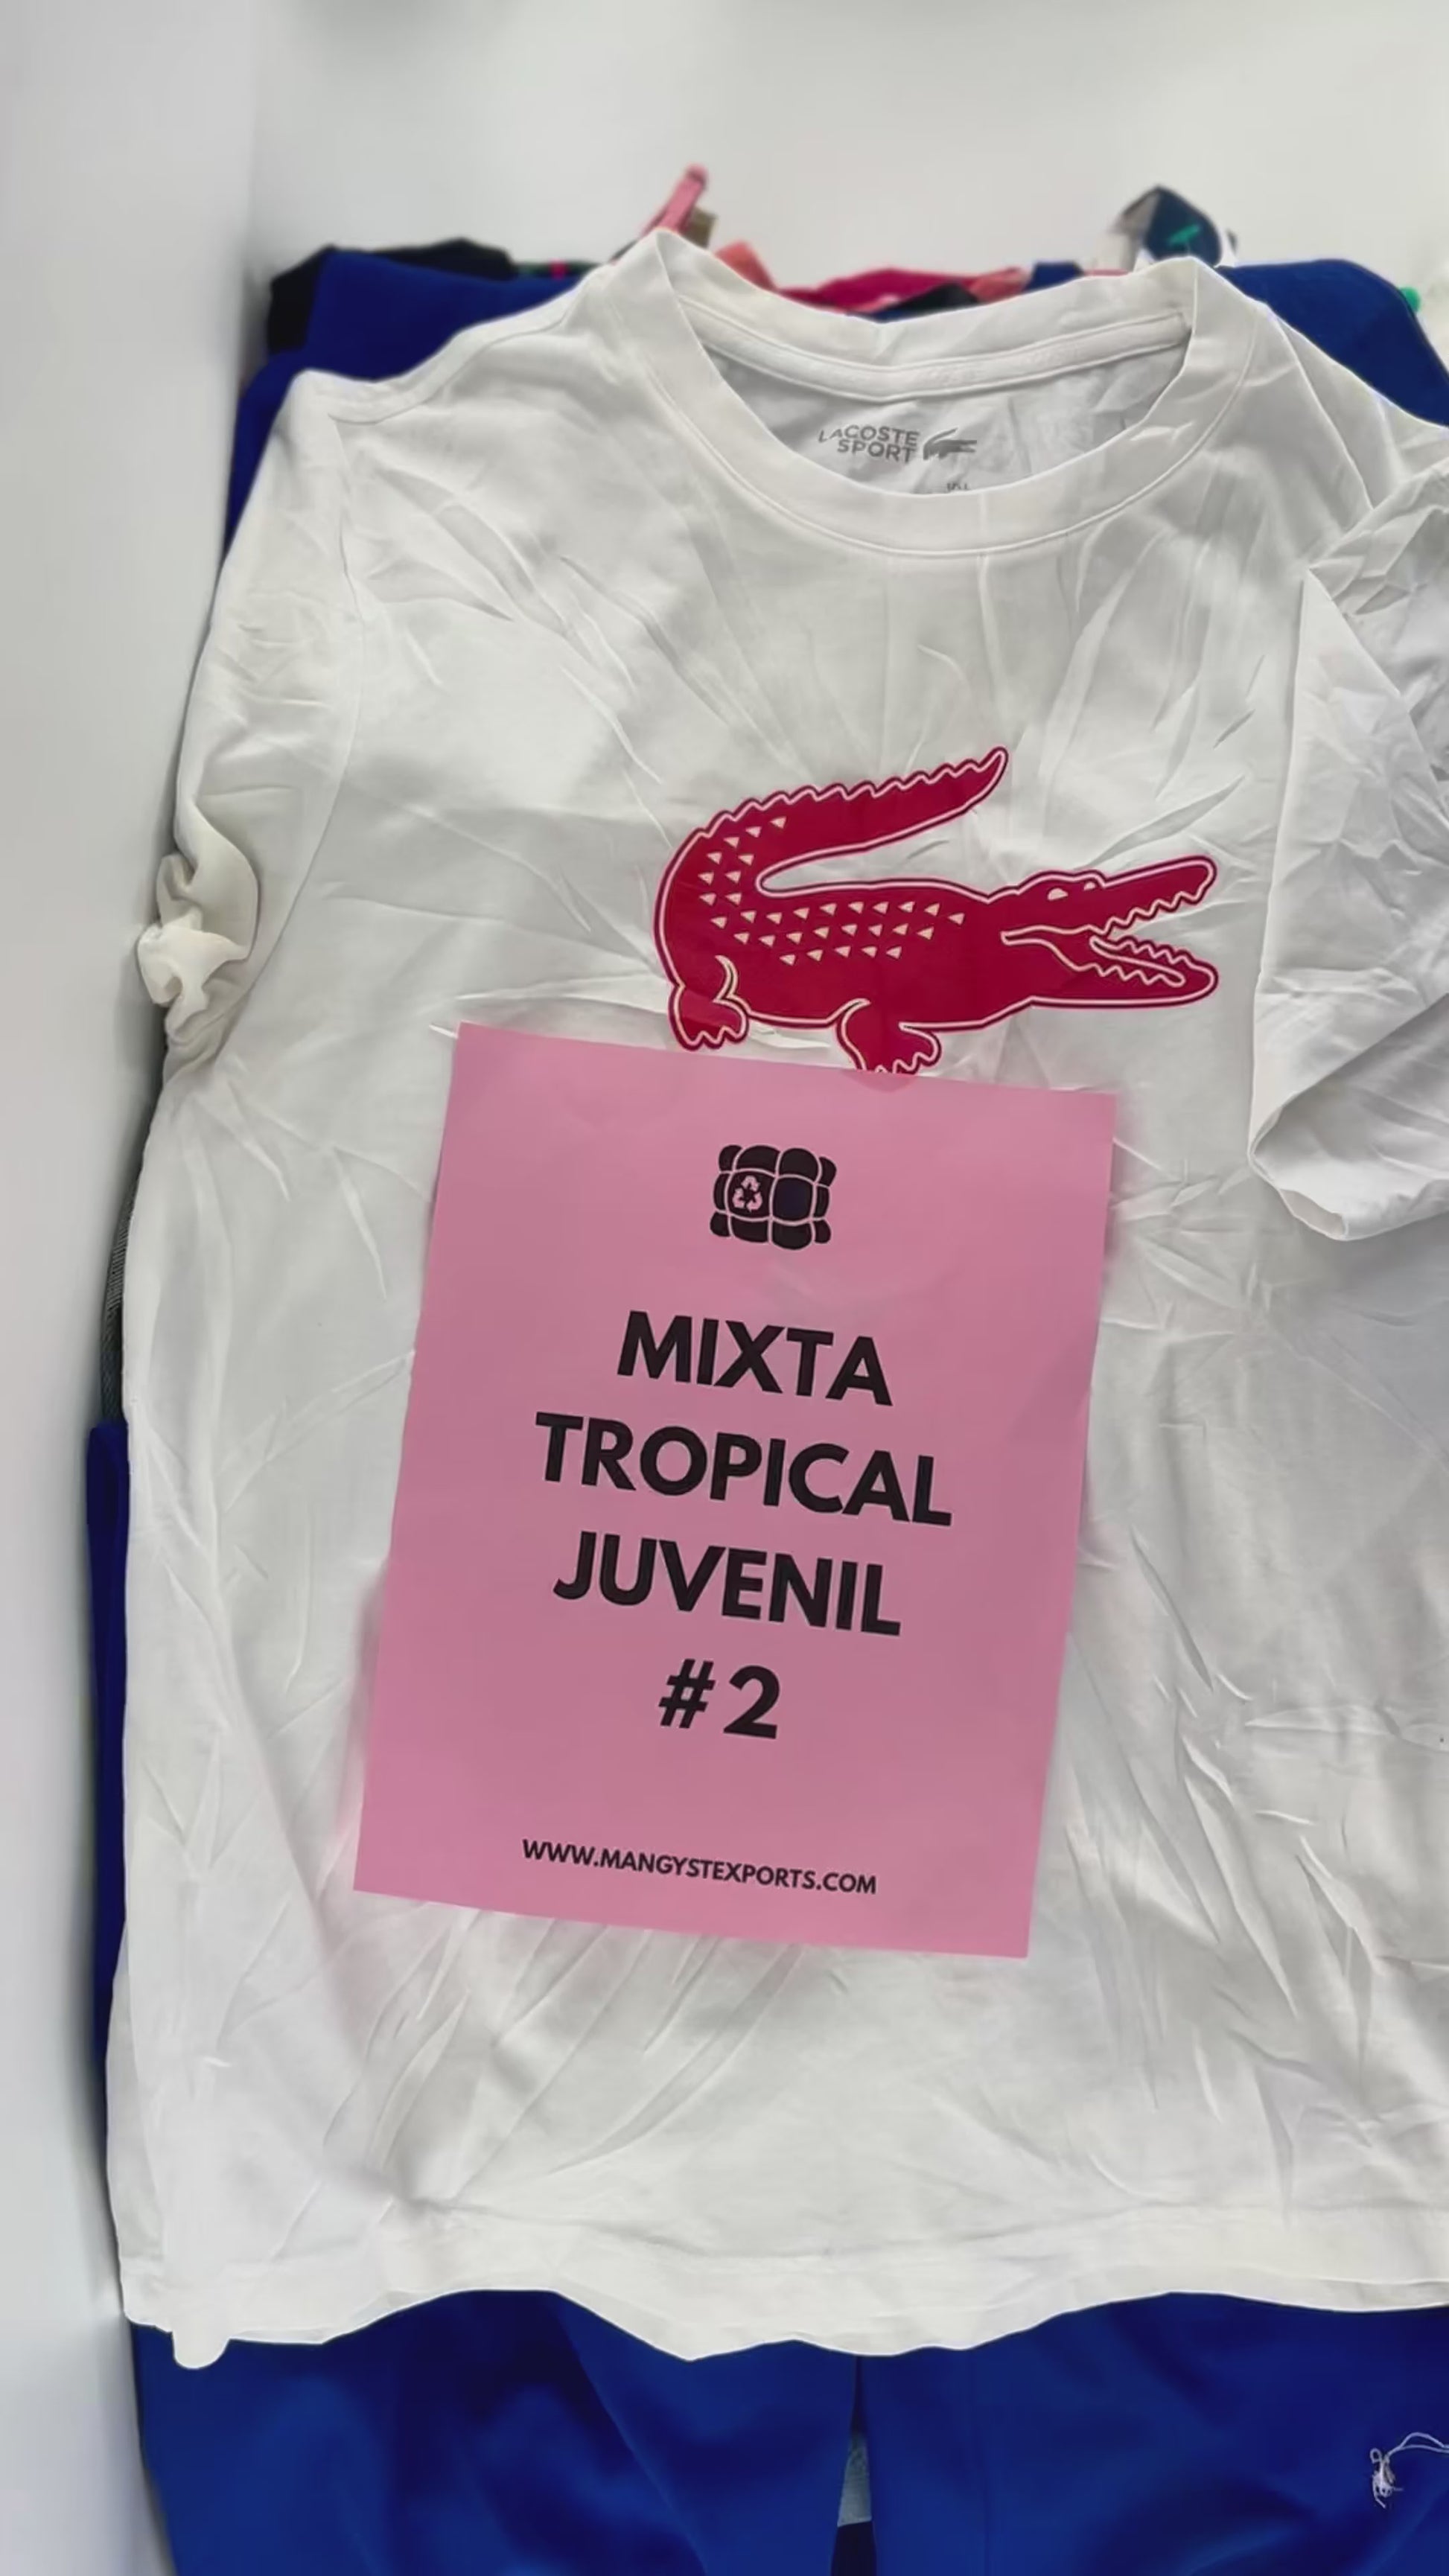 LACOSTE
SPORT
MIXTA
TROPICAL
JUVENIL
#2
WWW.MANGYSTEXPORTS.COM